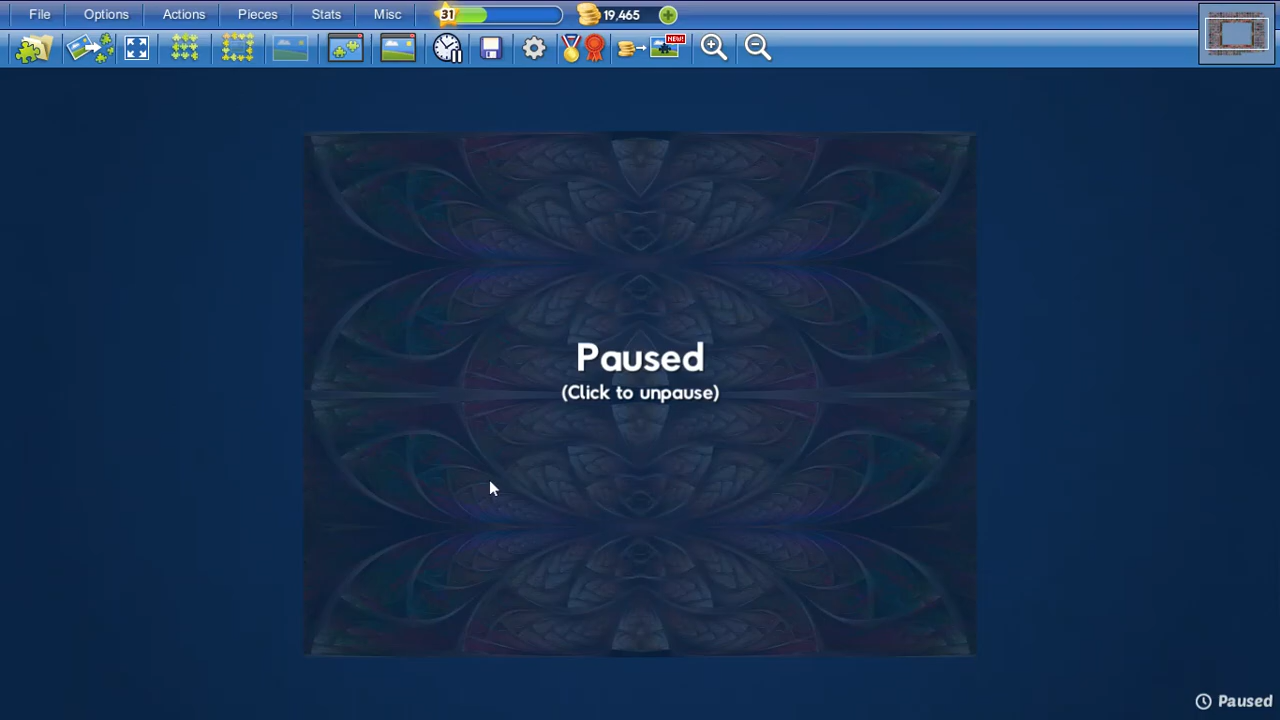 File Options Actions Pieces Stats Misc 31 19,465
NEW!
Paused
(Click to unpause)
Paused